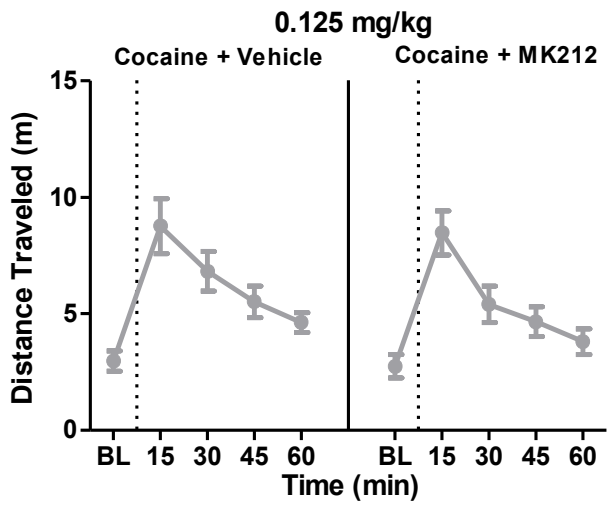 0.125 mg/kg
Cocaine + Vehicle
Cocaine + MK212
Distance Traveled (m)
15
10
5
0
BL 15 30 45 60
BL 15 30 45 60
Time (min)